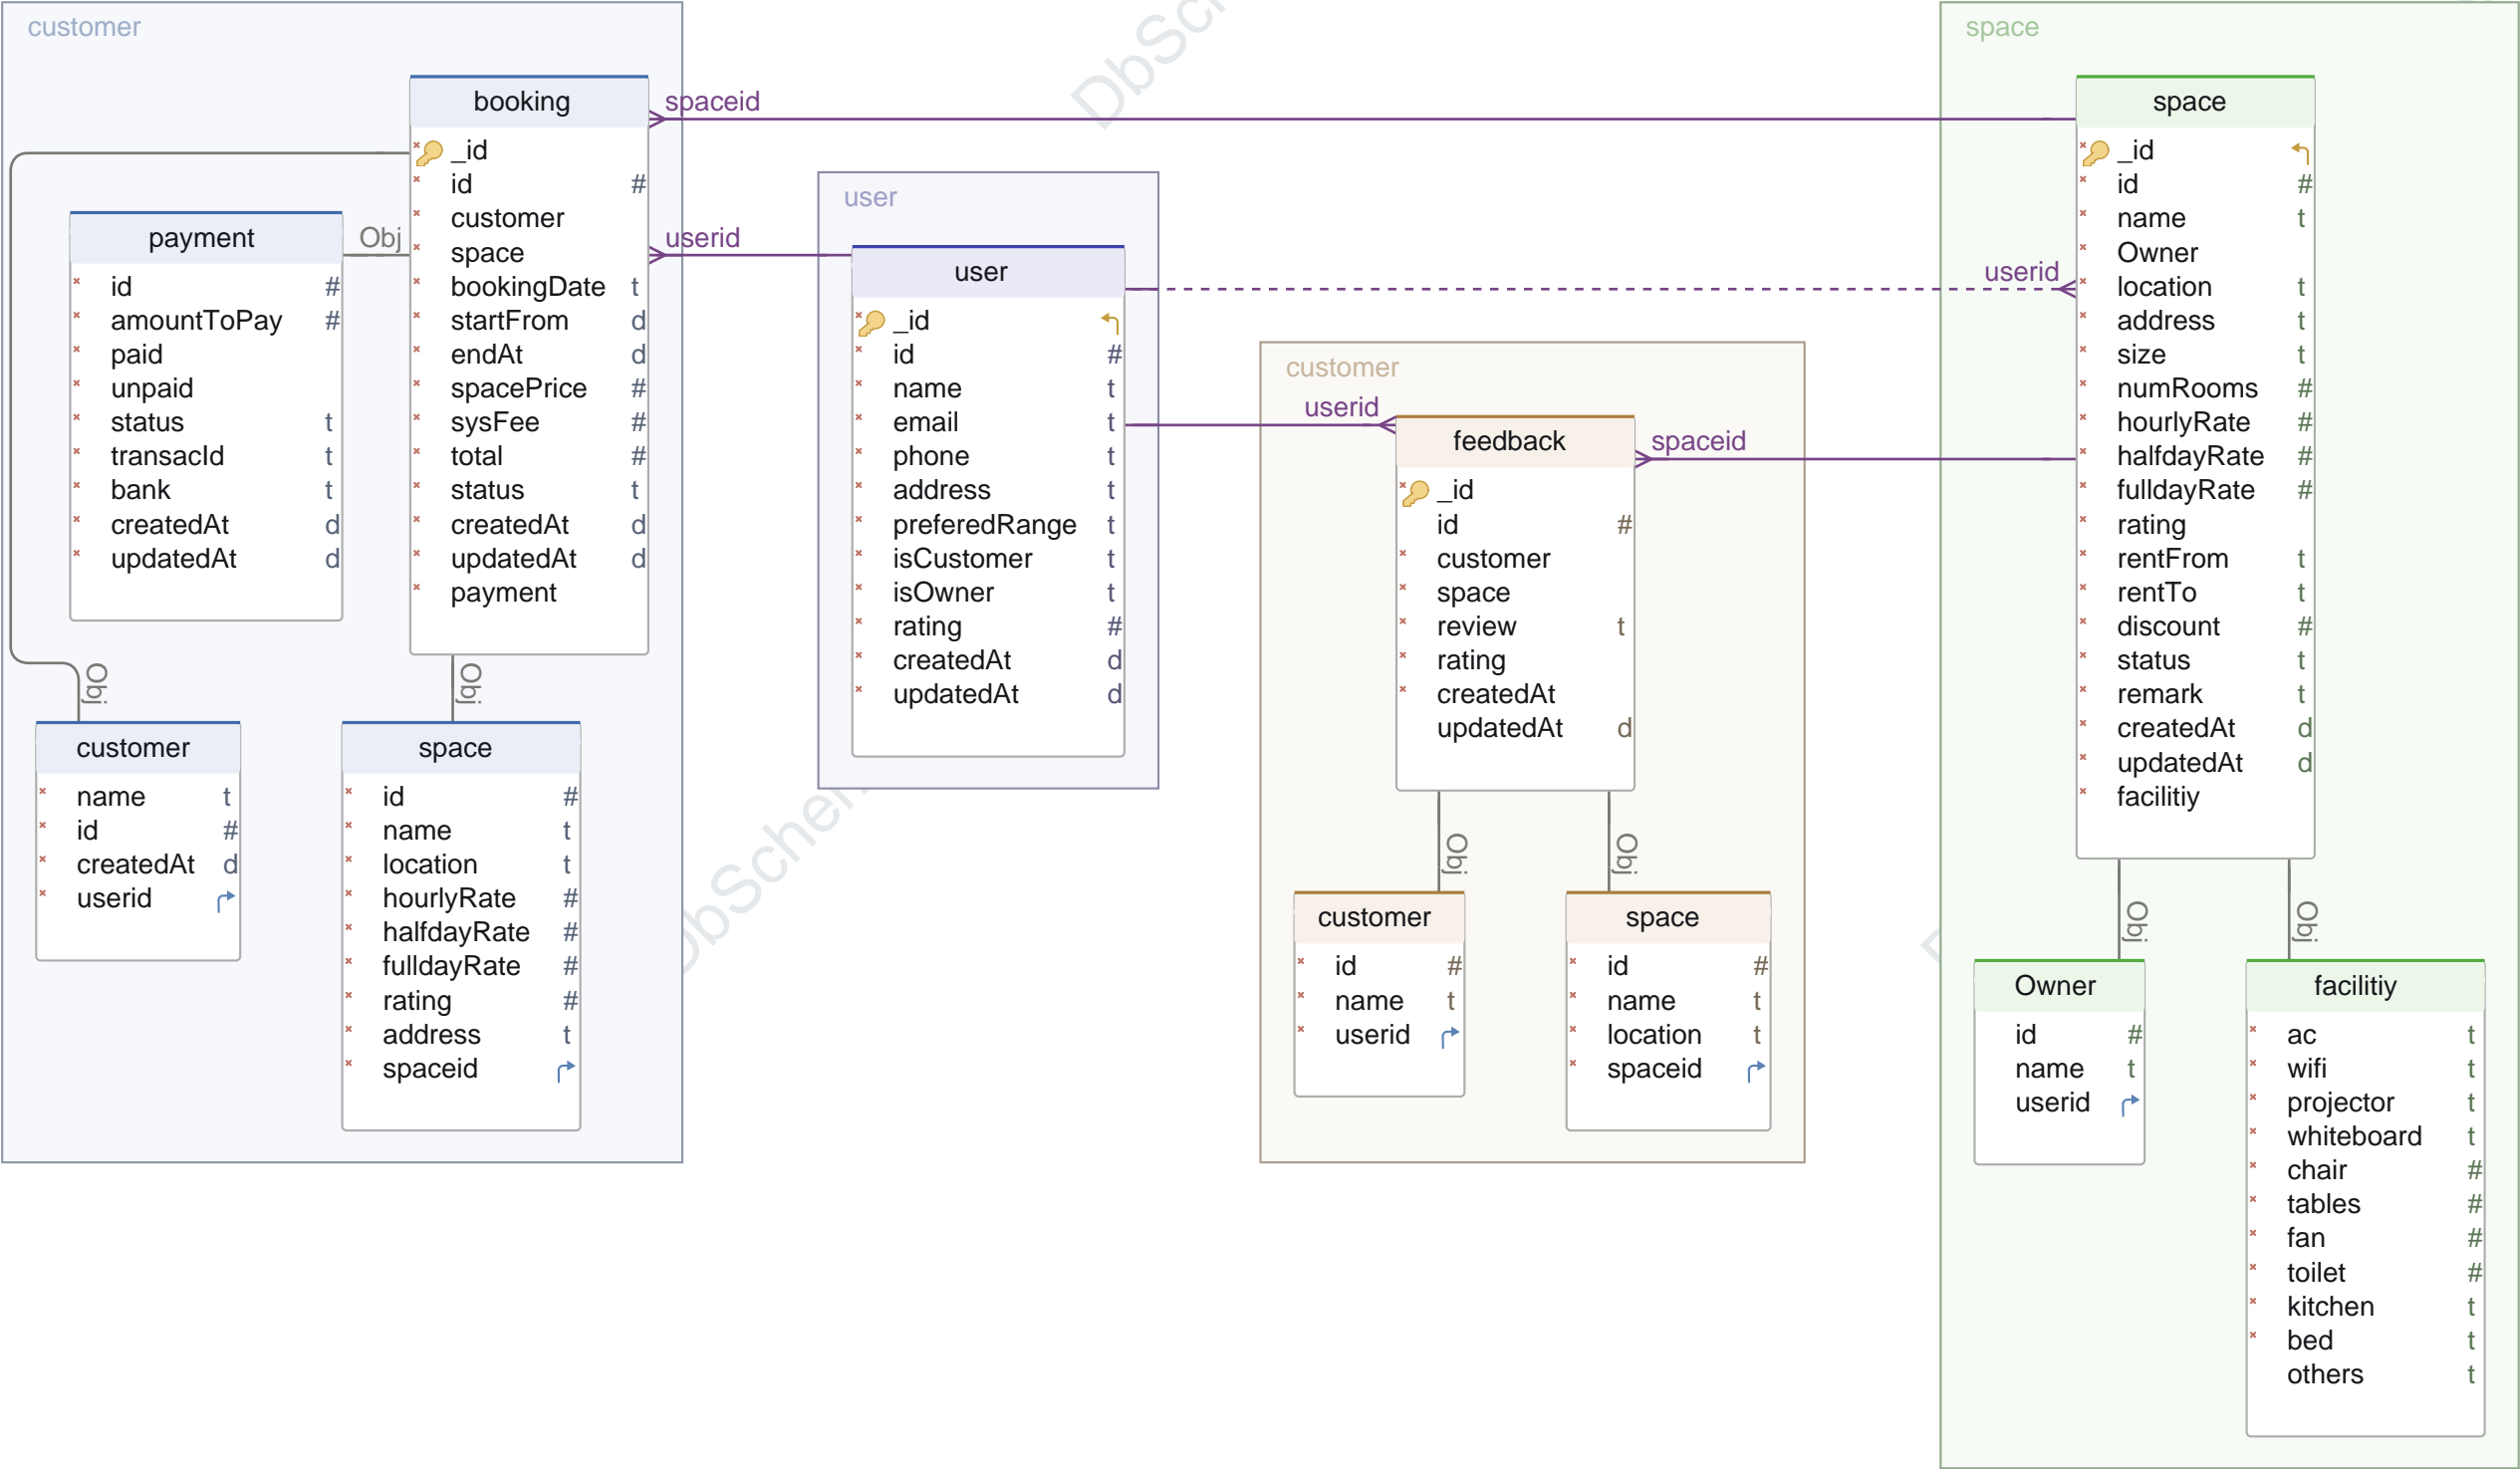 customer
booking
_id
id #
customer
space
bookingDate t
startFrom d
endAt d
spacePrice #
sysFee #
total #
status t
createdAt d
updatedAt d
payment
payment
id #
amountToPay #
paid
unpaid
status t
transacId t
bank t
createdAt d
updatedAt d
Obj
Obj
Obj
customer
name t
id #
createdAt d
userid
space
id #
name t
location t
hourlyRate #
halfdayRate #
fulldayRate #
rating #
address t
spaceid
spaceid
userid
user
user
_id
id #
name t
email t
phone t
address t
preferedRange t
isCustomer t
isOwner t
rating #
createdAt d
updatedAt d
customer
userid
feedback
_id
id #
customer
space
review t
rating
createdAt
updatedAt d
spaceid
Obj
Obj
customer
id #
name t
userid
space
id #
name t
location t
spaceid
space
userid
space
_id
id #
name t
Owner
location t
address t
size t
numRooms #
hourlyRate #
halfdayRate #
fulldayRate #
rating
rentFrom t
rentTo t
discount #
status t
remark t
createdAt d
updatedAt d
facilitiy
Obj
Obj
Owner
id #
name t
userid
facilitiy
ac t
wifi t
projector t
whiteboard t
chair #
tables #
fan #
toilet #
kitchen t
bed t
others t